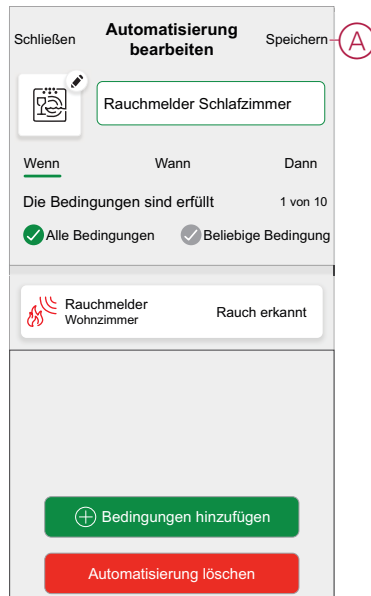 Schließen
Automatisierung
bearbeiten
Speichern
A
Rauchmelder Schlafzimmer
Wenn
Wann
Dann
Die Bedingungen sind erfüllt
1 von 10
Alle Bedingungen
Beliebige Bedingung
Rauchmelder
Wohnzimmer
Rauch erkannt
Bedingungen hinzufügen
Automatisierung löschen